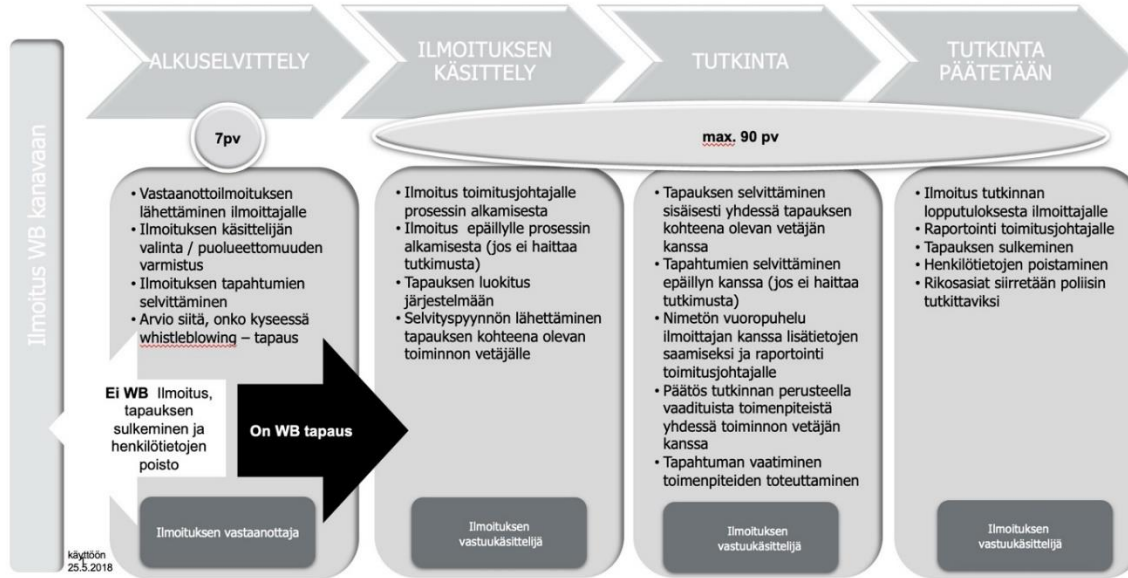 Ilmoitus WB kanavaan
ALKUSELVITTELY
ILMOITUKSEN
KÄSITTELY
TUTKINTA
TUTKINTA
PÄÄTETÄÄN
7pv
max. 90 pv
• Vastaanottoilmoituksen
lähettäminen ilmoittajalle
• Ilmoituksen käsittelijän
valinta / puolueettomuuden
varmistus
• Ilmoituksen tapahtumien
selvittäminen
• Arvio siitä, onko kyseessä
whistleblowing – tapaus
Ei WB Ilmoitus,
tapauksen
sulkeminen ja
henkilötietojen
poisto
On WB tapaus
Ilmoituksen vastaanottaja
• Ilmoitus toimitusjohtajalle
prosessin alkamisesta
• Ilmoitus epäillylle prosessin
alkamisesta (jos ei haittaa
tutkimusta)
• Tapauksen luokitus
järjestelmään
• Selvityspyynnön lähettäminen
tapauksen kohteena olevan
toiminnon vetäjälle
Ilmoituksen
vastuukäsittelijä
• Tapauksen selvittäminen
sisäisesti yhdessä tapauksen
kohteena olevan vetäjän
kanssa
• Tapahtumien selvittäminen
epäillyn kanssa (jos ei haittaa
tutkimusta)
• Nimetön vuoropuhelu
ilmoittajan kanssa lisätietojen
saamiseksi ja raportointi
toimitusjohtajalle
• Päätös tutkinnan perusteella
vaadituista toimenpiteistä
yhdessä toiminnon vetäjän
kanssa
• Tapahtuman vaatiminen
toimenpiteiden toteuttaminen
Ilmoituksen
vastuukäsittelijä
• Ilmoitus tutkinnan
lopputuloksesta ilmoittajalle
• Raportointi toimitusjohtajalle
• Tapauksen sulkeminen
• Henkilötietojen poistaminen
• Rikosasiat siirretään poliisin
tutkittaviksi
Ilmoituksen
vastuukäsittelijä
käyttöön
25.5.2018